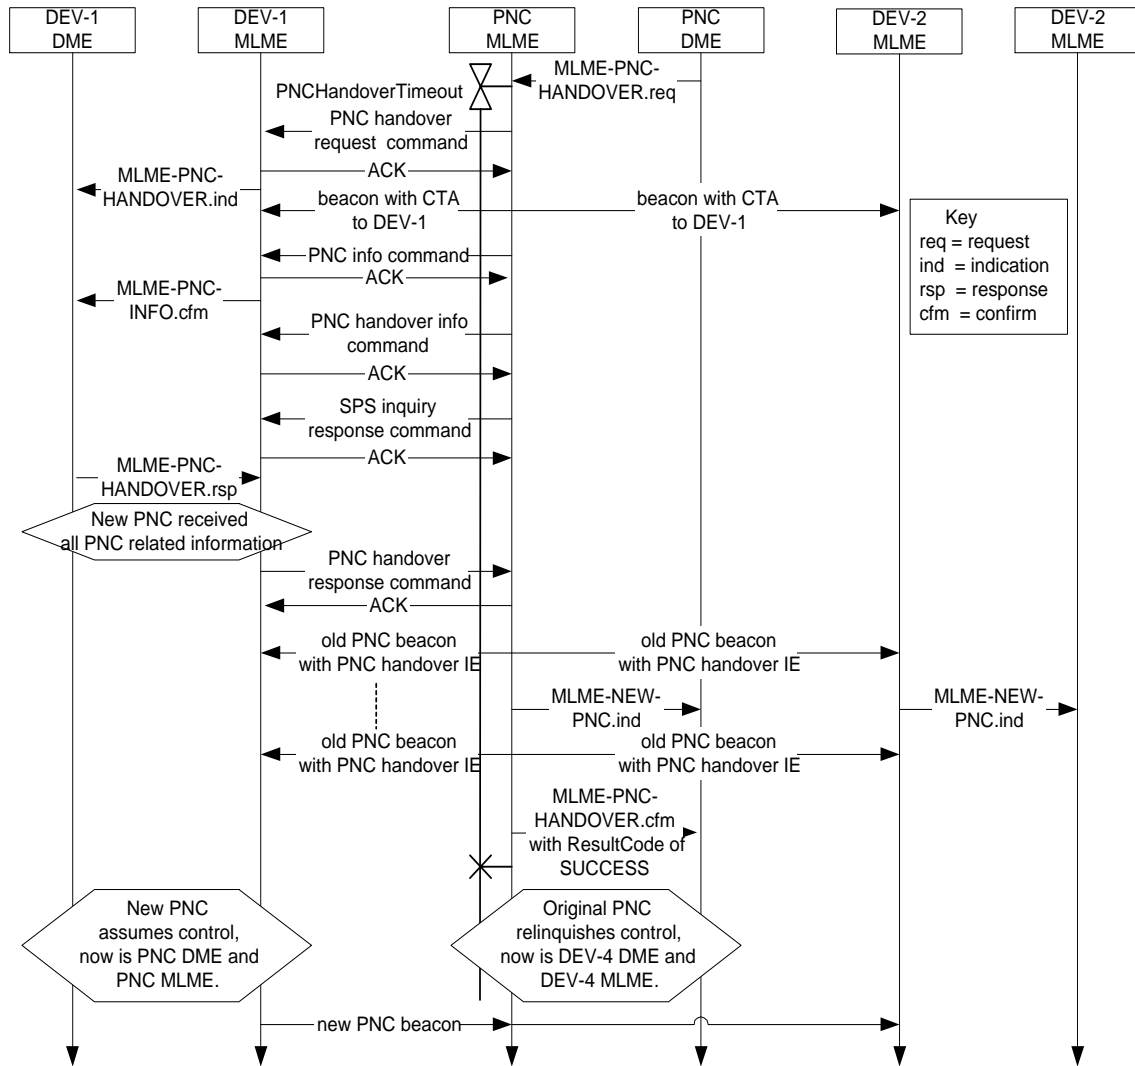 DEV-1
DME
DEV-1
MLME
PNC
MLME
PNC
DME
DEV-2
MLME
DEV-2
MLME
MLME-PNC-
HANDOVER.req
PNCHandoverTimeout
PNC handover
request command
ACK
MLME-PNC-
HANDOVER.ind
beacon with CTA
to DEV-1
beacon with CTA
to DEV-1
Key
req = request
ind = indication
rsp = response
cfm = confirm
PNC info command
ACK
MLME-PNC-
INFO.cfm
PNC handover info
command
ACK
SPS inquiry
response command
ACK
MLME-PNC-
HANDOVER.rsp
New PNC received
all PNC related information
PNC handover
response command
ACK
old PNC beacon
with PNC handover IE
old PNC beacon
with PNC handover IE
MLME-NEW-
PNC.ind
MLME-NEW-
PNC.ind
old PNC beacon
with PNC handover IE
old PNC beacon
with PNC handover IE
MLME-PNC-
HANDOVER.cfm
with ResultCode of
SUCCESS
New PNC
assumes control,
now is PNC DME and
PNC MLME.
Original PNC
relinquishes control,
now is DEV-4 DME and
DEV-4 MLME.
new PNC beacon